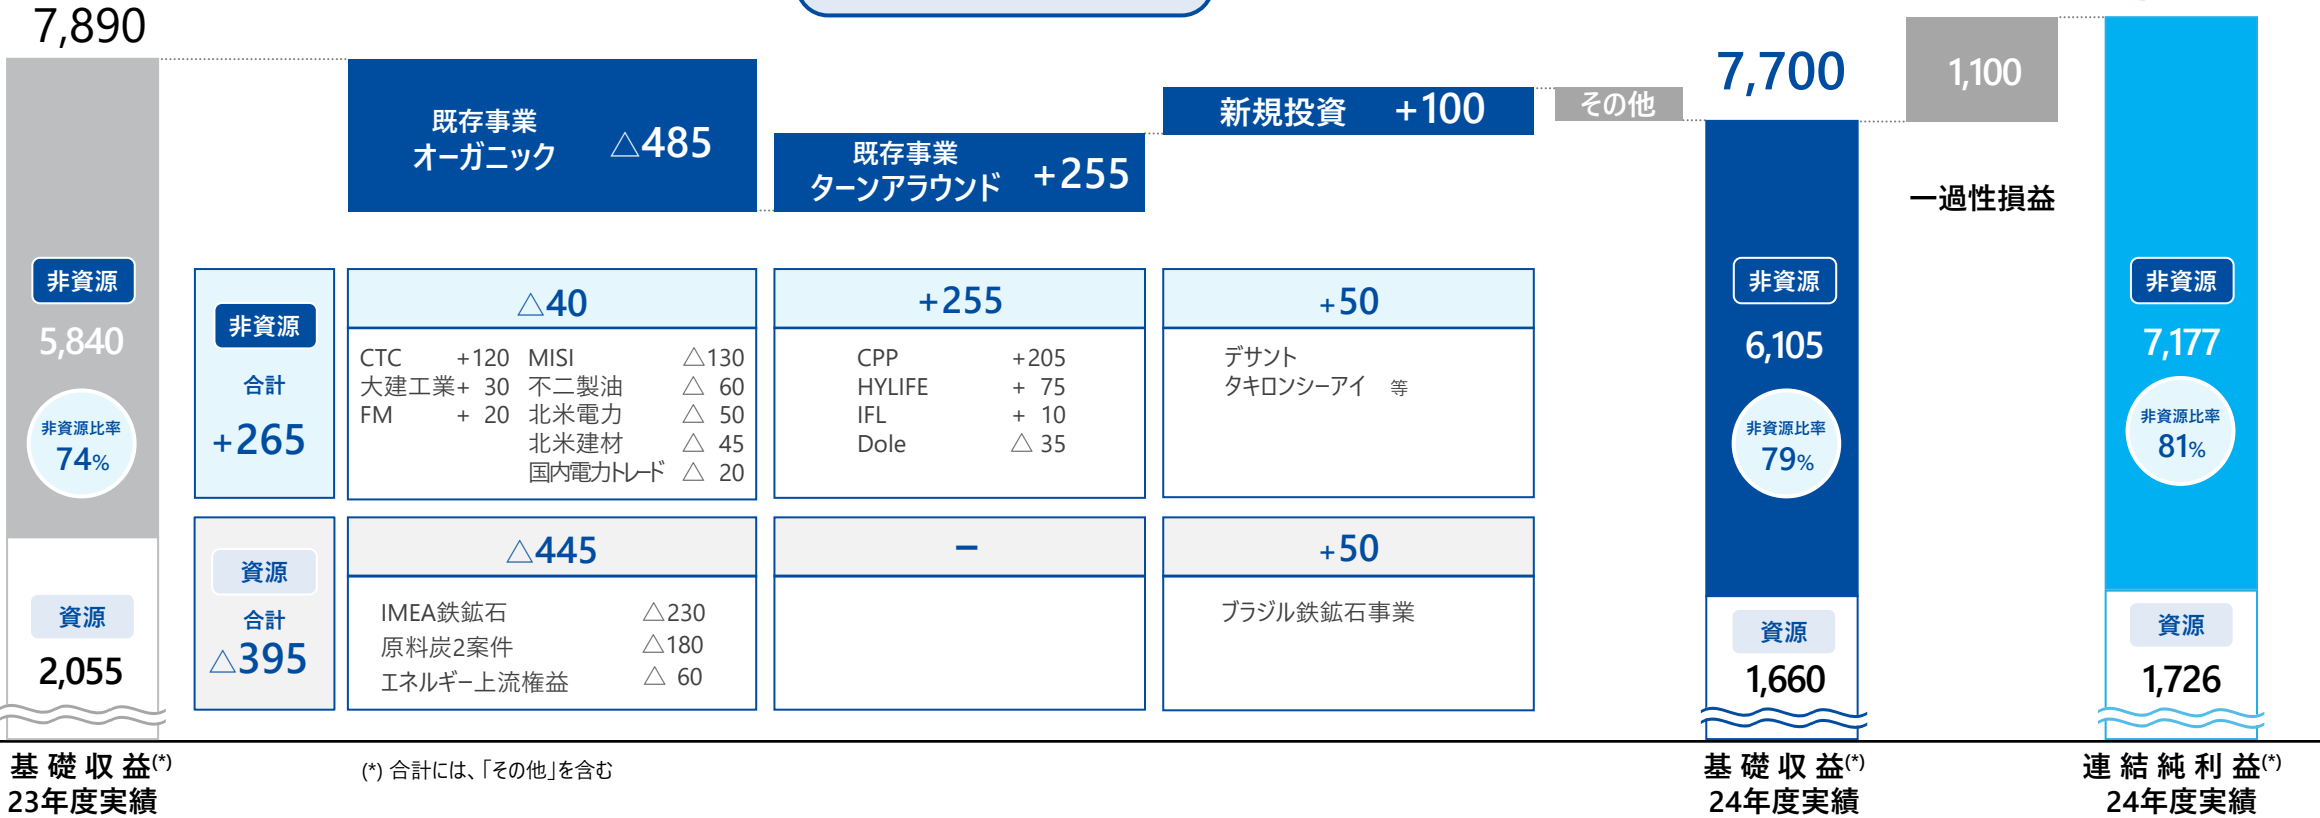 7,890
非資源
5,840
非資源比率
74%
資源
2,055
基礎収益(*)
23年度実績
既存事業
オーガニック
△485
既存事業
ターンアラウンド
+255
新規投資 +100
その他
7,700
1,100
一過性損益
非資源
合計
+265
△40
CTC +120 MISI △130
大建工業+ 30 不二製油 △ 60
FM + 20 北米電力 △ 50
北米建材 △ 45
国内電力トレード △ 20
+255
CPP +205
HYLIFE + 75
IFL + 10
Dole △ 35
+50
デサント
タキロンシーアイ 等
資源
合計
△395
△445
IMEA鉄鉱石 △230
原料炭2案件 △180
エネルギー上流権益 △ 60
–
+50
ブラジル鉄鉱石事業
(*) 合計には、「その他」を含む
非資源
6,105
非資源比率
79%
資源
1,660
基礎収益(*)
24年度実績
非資源
7,177
非資源比率
81%
資源
1,726
連結純利益(*)
24年度実績